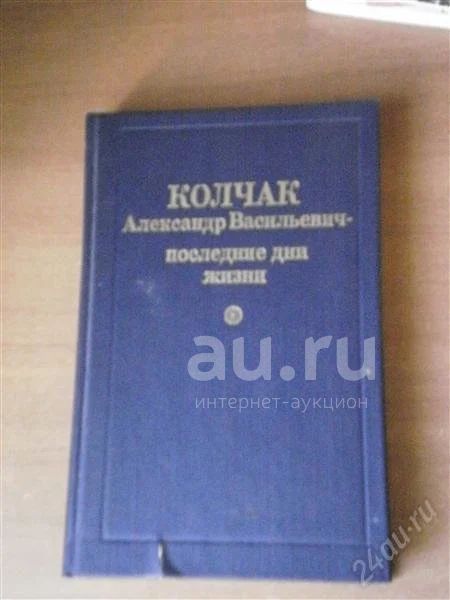 КОЛЧАК
Александр Васильевич-
последние дни
жизни
au.ru
интернет-аукцион
24au.ru